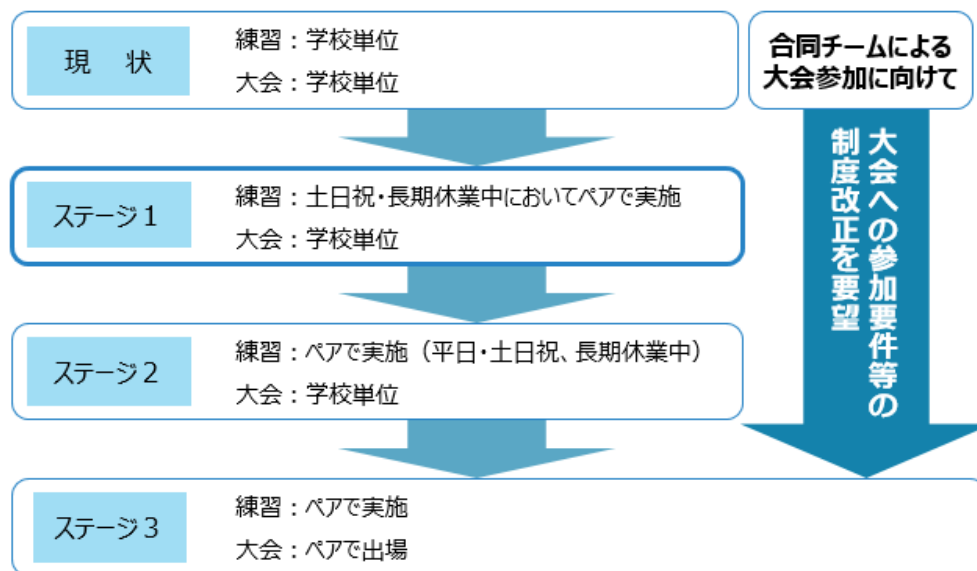 現　状
練習：学校単位
大会：学校単位
合同チームによる
大会参加に向けて
大会への参加要件等の
制度改正を要望
ステージ１
練習：土日祝・長期休業中においてペアで実施
大会：学校単位
ステージ２
練習：ペアで実施（平日・土日祝、長期休業中）
大会：学校単位
ステージ３
練習：ペアで実施
大会：ペアで出場